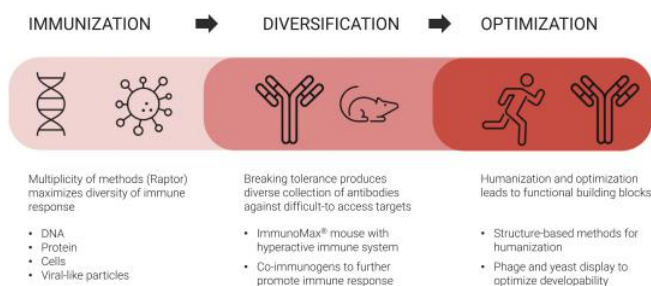 IMMUNIZATION
DIVERSIFICATION
OPTIMIZATION
Multiplicity of methods (Raptor)
maximizes diversity of immune
response
• DNA
• Protein
• Cells
• Viral-like particles
Breaking tolerance produces
diverse collection of antibodies
against difficult-to access targets
• ImmunoMax® mouse with
hyperactive immune system
• Co-immunogens to further
promote immune response
Humanization and optimization
leads to functional building blocks
• Structure-based methods for
humanization
• Phage and yeast display to
optimize developability